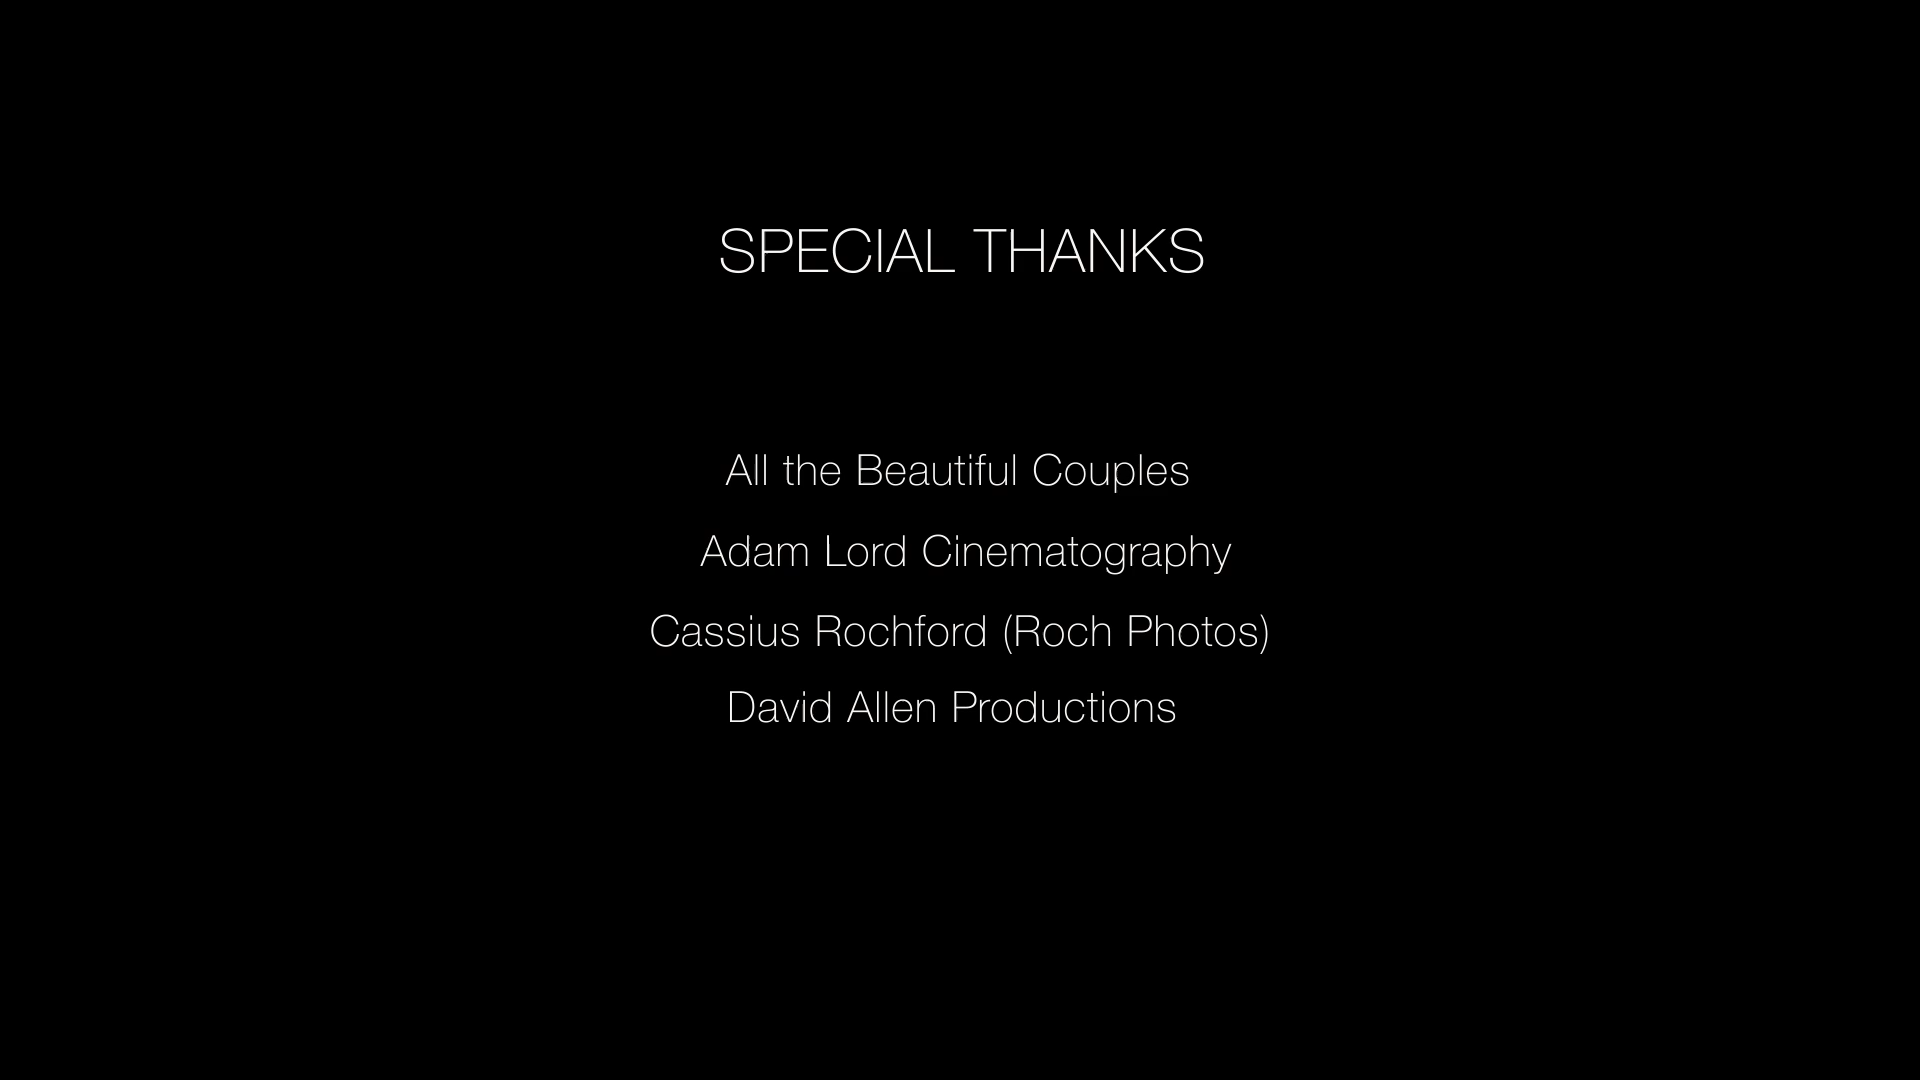 SPECIAL THANKS
All the Beautiful Couples
Adam Lord Cinematography
Cassius Rochford (Roch Photos)
David Allen Productions